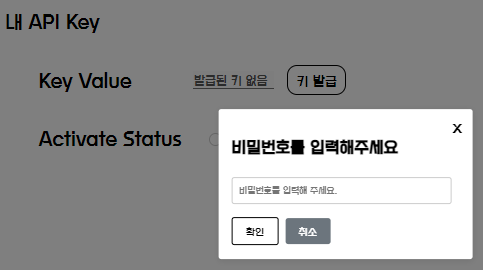 내 API Key
Key Value 발급된 키 없음 키 발급
Activate Status
X
비밀번호를 입력해주세요
비밀번호를 입력해 주세요.
확인 취소